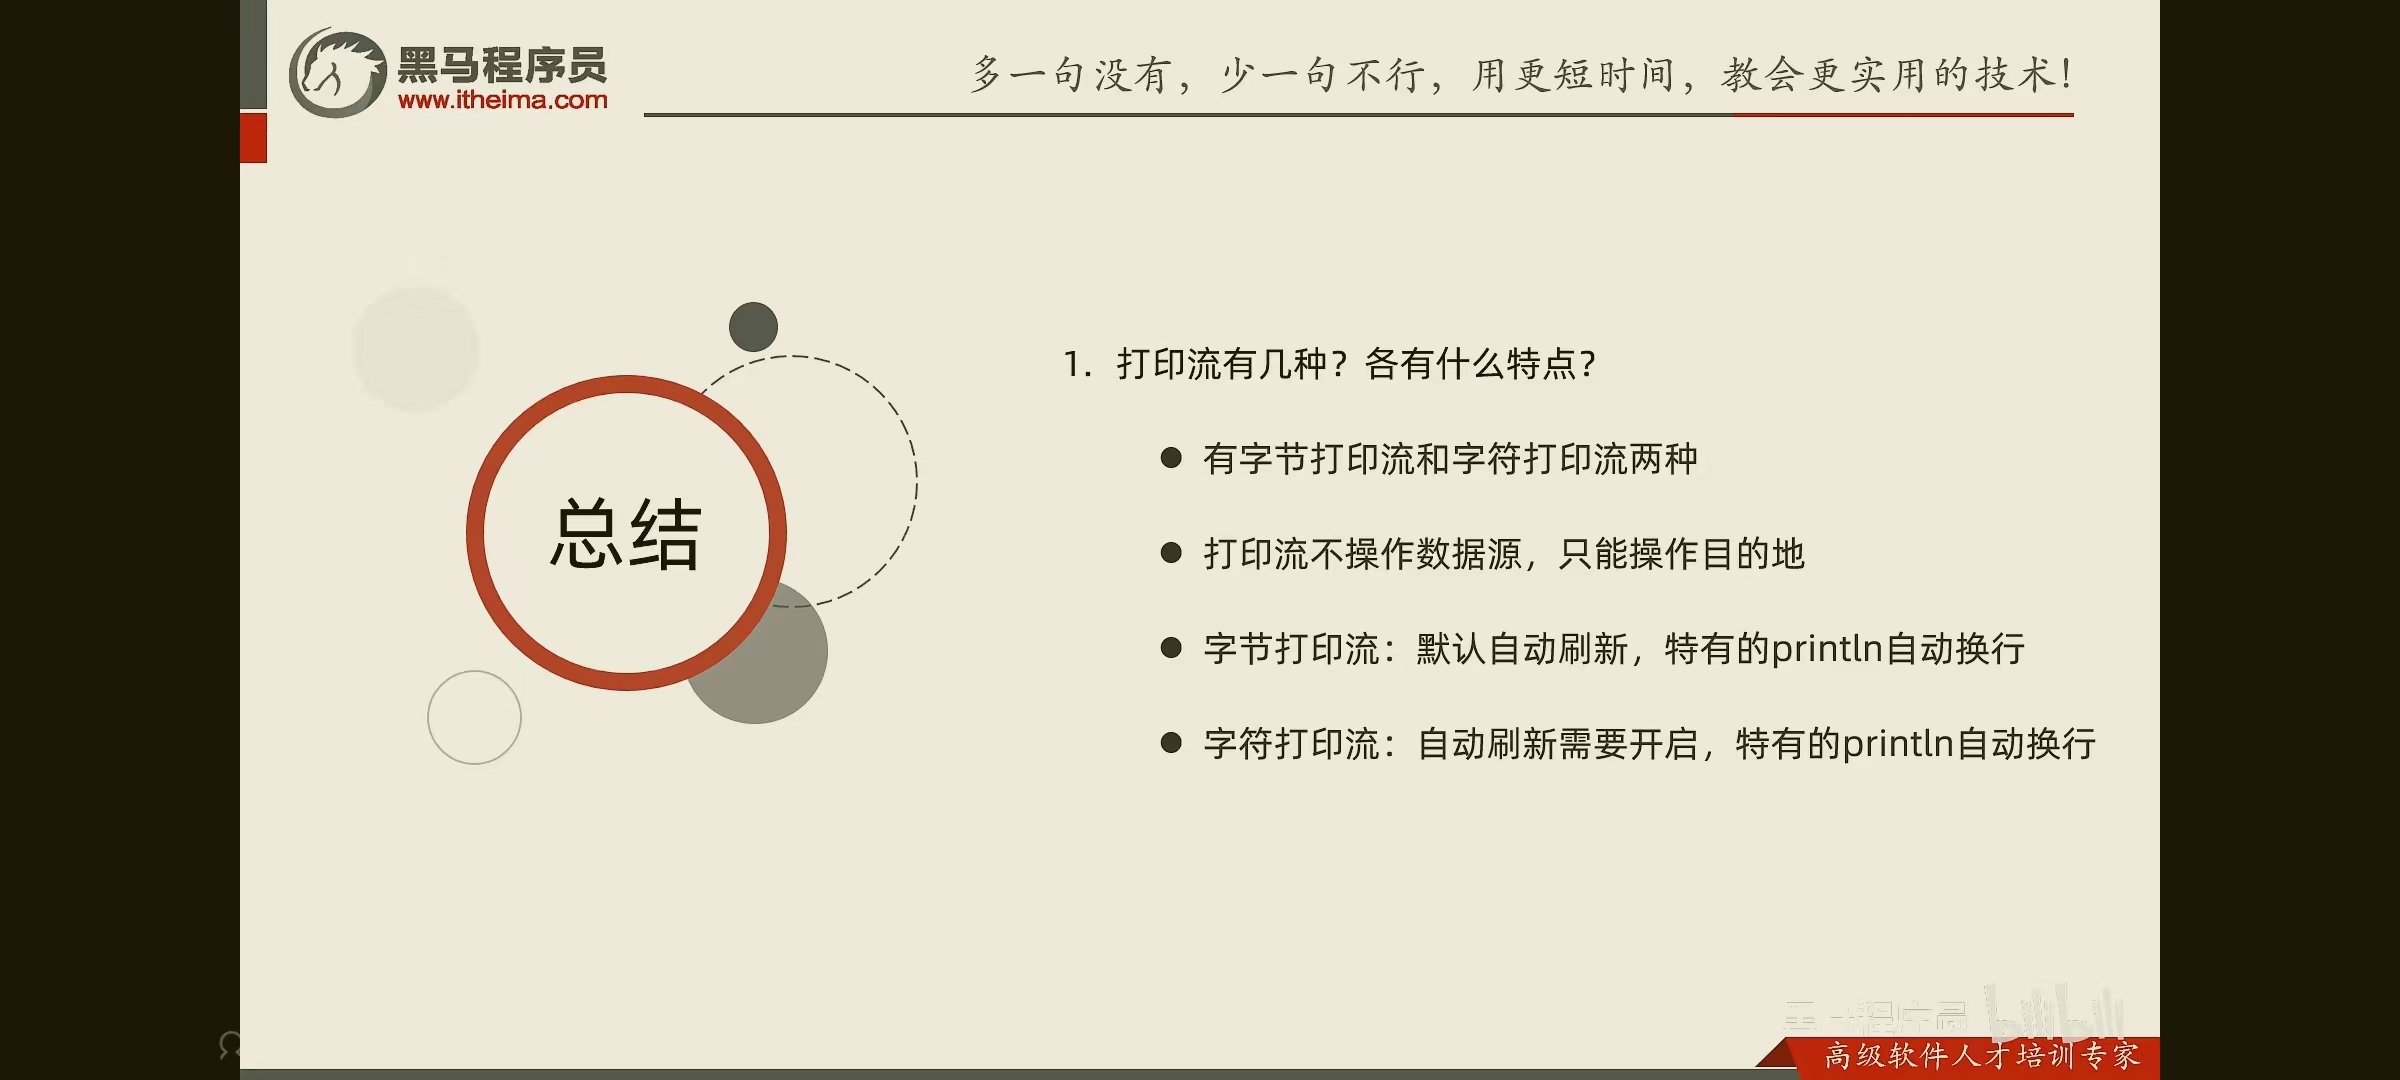 黑马程序员
www.itheima.com
多一句没有，少一句不行，用更短时间，教会更实用的技术！
总结
1. 打印流有几种？各有什么特点？
● 有字节打印流和字符打印流两种
● 打印流不操作数据源，只能操作目的地
● 字节打印流：默认自动刷新，特有的println自动换行
● 字符打印流：自动刷新需要开启，特有的println自动换行
bilibili
高级软件人才培训专家